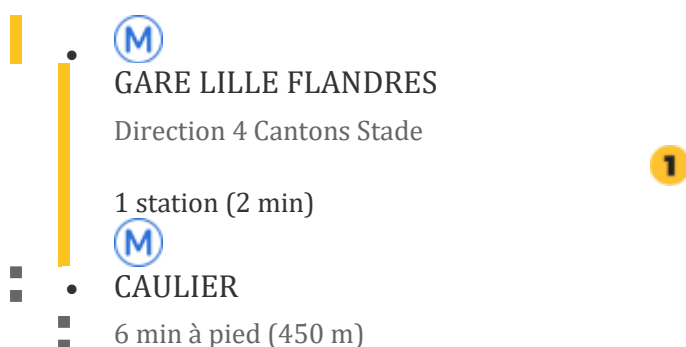 M
GARE LILLE FLANDRES
Direction 4 Cantons Stade
1
1 station (2 min)
M
CAULIER
6 min à pied (450 m)